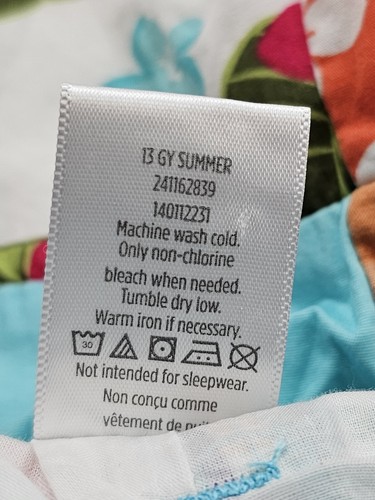 13 GY SUMMER
241162839
140112231
Machine wash cold.
Only non-chlorine
bleach when needed.
Tumble dry low.
Warm iron if necessary.
30
Not intended for sleepwear.
Non conçu comme
vêtement de